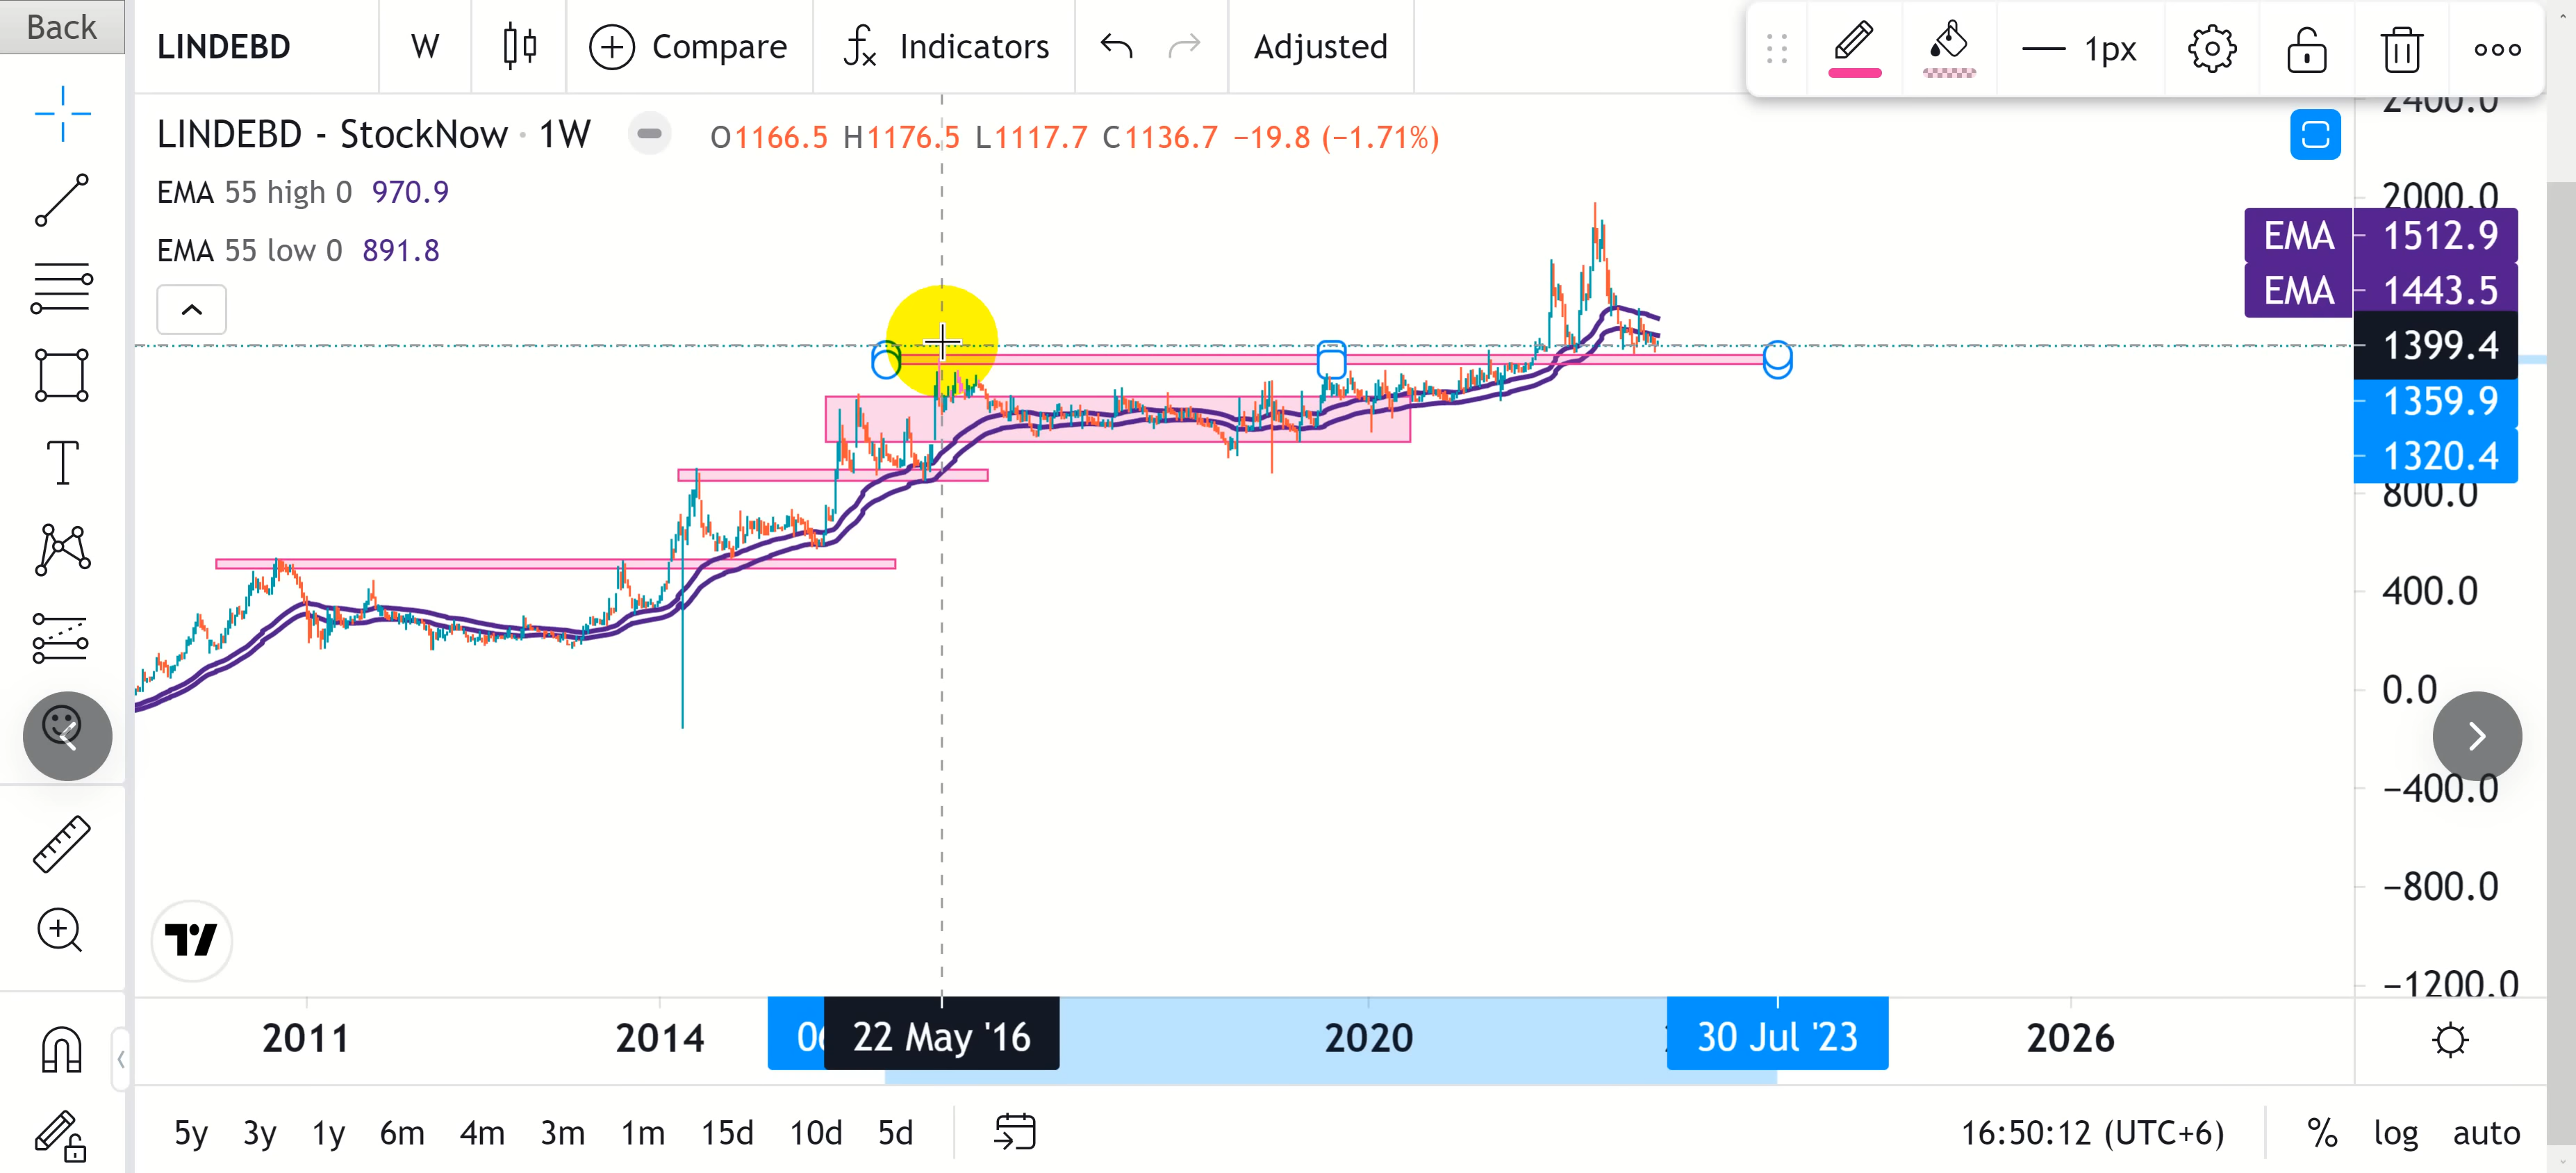 Back
LINDEBD W Compare Indicators Adjusted 1px
LINDEBD - StockNow · 1W O1166.5 H1176.5 L1117.7 C1136.7 −19.8 (−1.71%)
EMA 55 high 0 970.9
EMA 55 low 0 891.8
2400.0
2000.0
EMA 1512.9
EMA 1443.5
1399.4
1359.9
1320.4
800.0
400.0
0.0
−400.0
−800.0
−1200.0
2011 2014 22 May '16 2020 30 Jul '23 2026
5y 3y 1y 6m 4m 3m 1m 15d 10d 5d 16:50:12 (UTC+6) % log auto